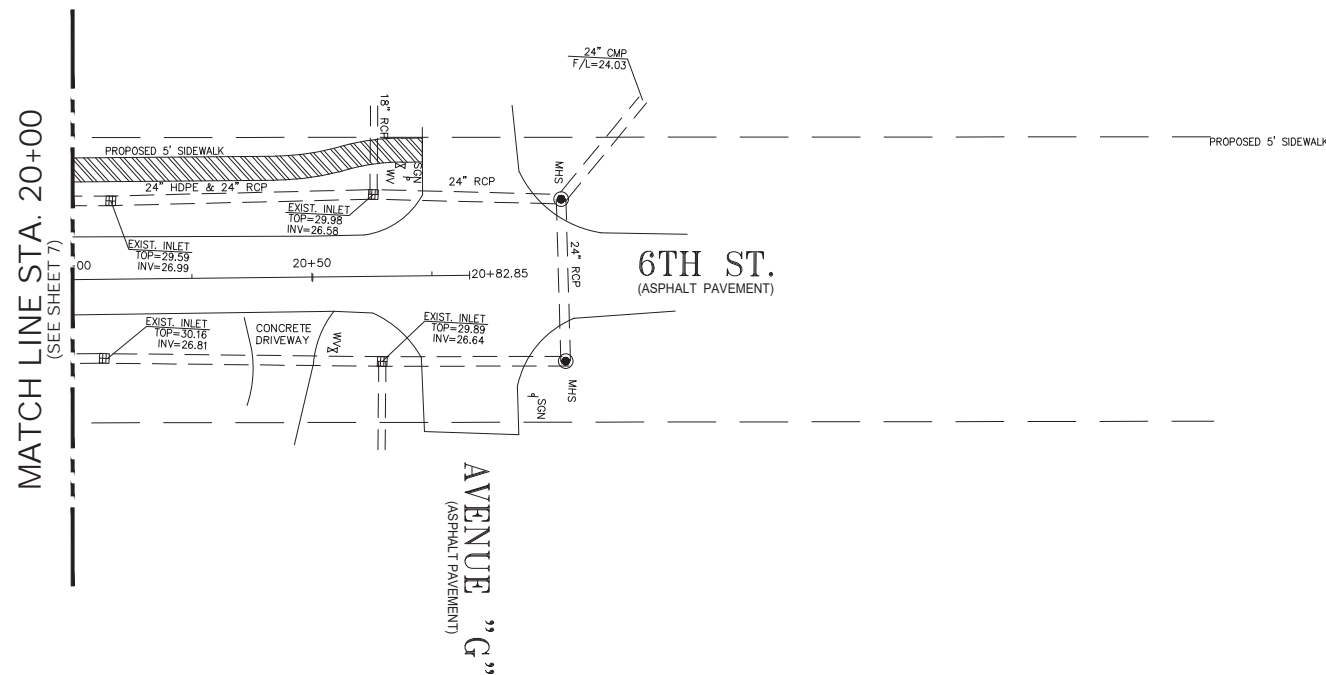 MATCH LINE STA. 20+00
(SEE SHEET 7)
24" CMP
F/L=24.03
18" RCP
PROPOSED 5' SIDEWALK
PROPOSED 5' SIDEWALK
WV
SGN
MHS
24" HDPE & 24" RCP
24" RCP
EXIST. INLET
TOP=29.98
INV=26.58
EXIST. INLET
TOP=29.59
INV=26.99
24" RCP
6TH ST.
(ASPHALT PAVEMENT)
00
20+50
20+82.85
EXIST. INLET
TOP=30.16
INV=26.81
CONCRETE
DRIVEWAY
WV
EXIST. INLET
TOP=29.89
INV=26.64
MHS
SGN
AVENUE "G"
(ASPHALT PAVEMENT)